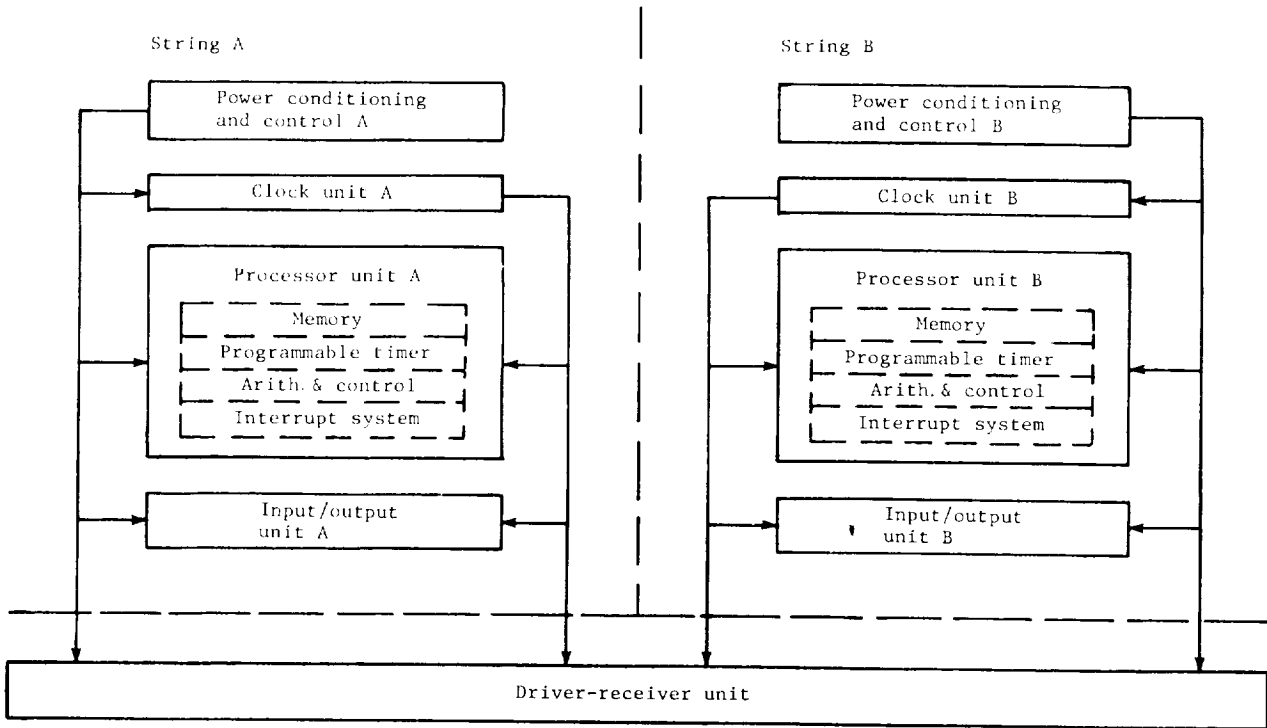 String A
Power conditioning
and control A
Clock unit A
Processor unit A
Memory
Programmable timer
Arith. & control
Interrupt system
Input/output
unit A
String B
Power conditioning
and control B
Clock unit B
Processor unit B
Memory
Programmable timer
Arith. & control
Interrupt system
Input/output
unit B
Driver-receiver unit